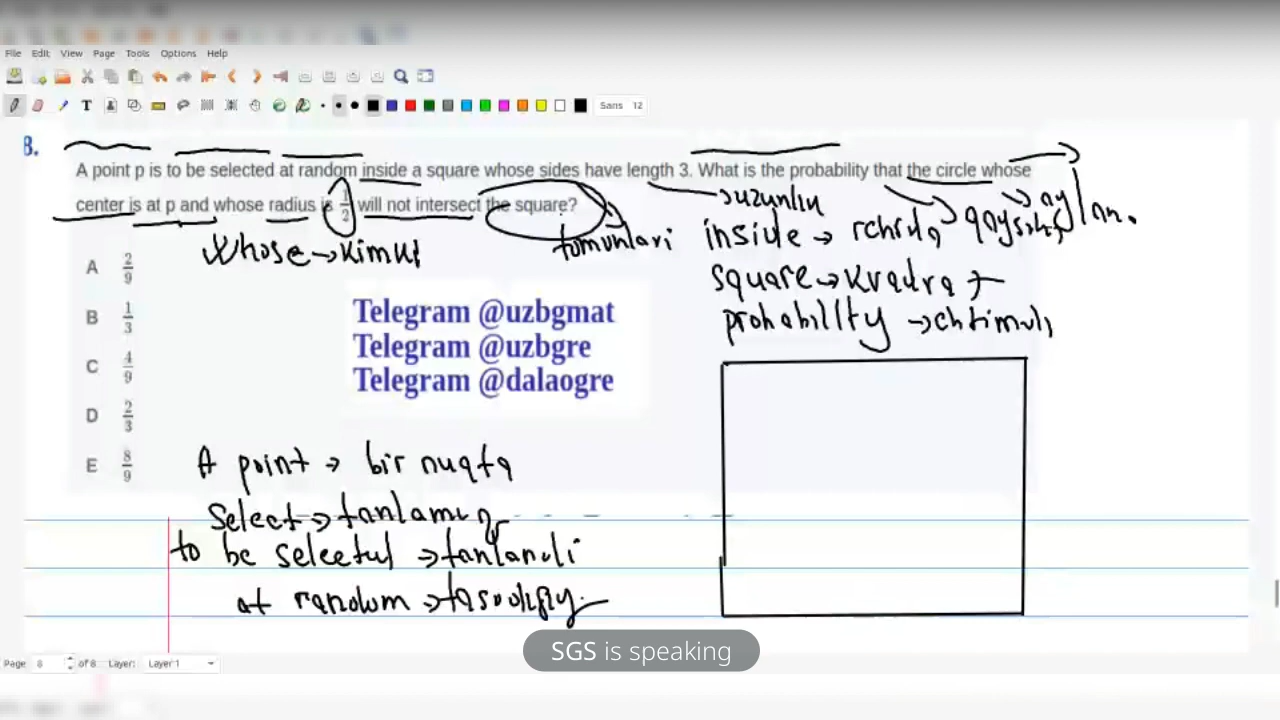 File Edit View Page Tools Options Help
Sans 12
8.
A point p is to be selected at random inside a square whose sides have length 3. What is the probability that the circle whose
center is at p and whose radius is 1/2 will not intersect the square?
→uzunliu
whose→kimni
tomonlari
inside →
square→kvadrat
probability →
A 2/9
B 1/3
C 4/9
D 2/3
E 8/9
Telegram @uzbgmat
Telegram @uzbgre
Telegram @dalaogre
A point → bir nuqta
Select→tanlamoq
to be selected →tanlandi
at random→
SGS is speaking
Page 8 of 8 Layer: Layer 1